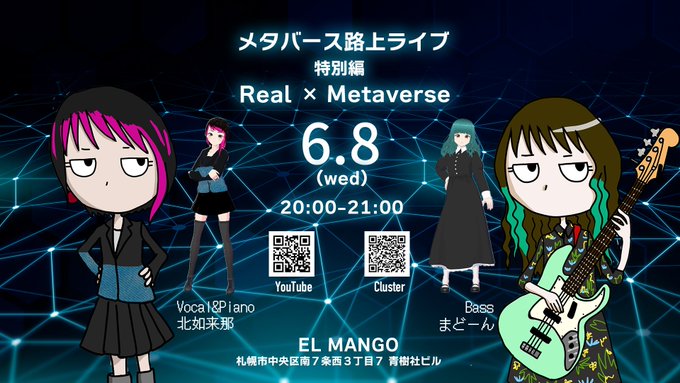 メタバース路上ライブ
特別編
Real × Metaverse
6.8
(wed)
20:00-21:00
YouTube
Cluster
Vocal&Piano
北如来那
Bass
まどーん
EL MANGO
札幌市中央区南7条西3丁目7 青樹社ビル